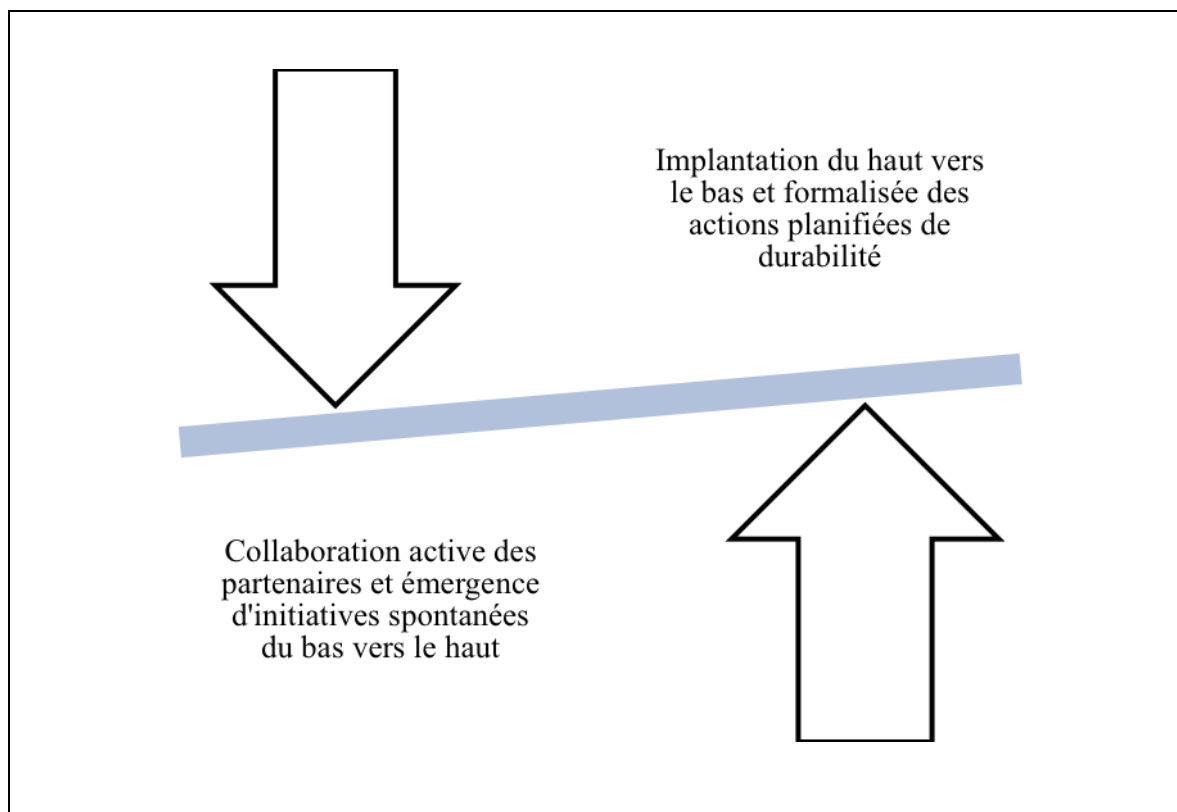 Implantation du haut vers
le bas et formalisée des
actions planifiées de
durabilité
Collaboration active des
partenaires et émergence
d'initiatives spontanées
du bas vers le haut